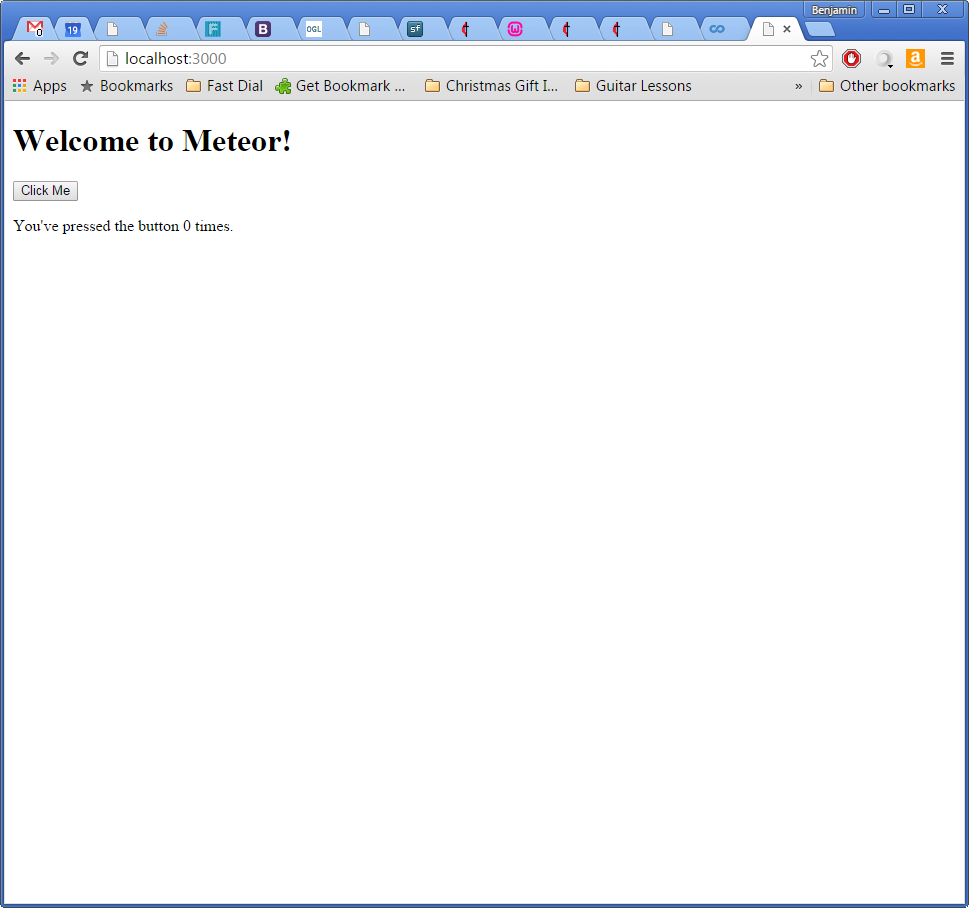 Benjamin
0 19 F B OGL sf
localhost:3000
Apps Bookmarks Fast Dial Get Bookmark ... Christmas Gift I... Guitar Lessons » Other bookmarks
Welcome to Meteor!
Click Me
You've pressed the button 0 times.